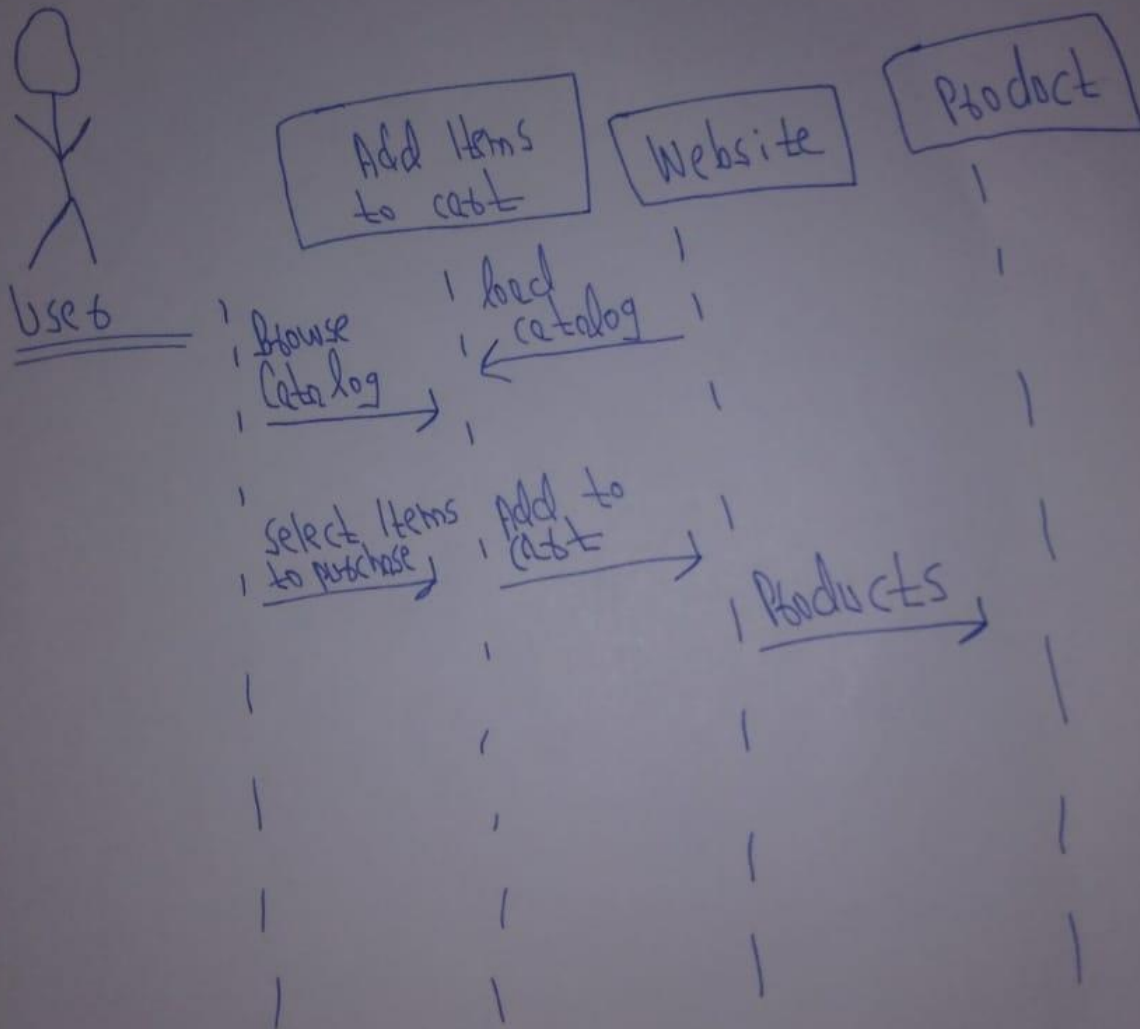 User
Add Items
to cart
Website
Product
Browse
Catalog
load
catalog
Select Items
to purchase
Add to
cart
Products